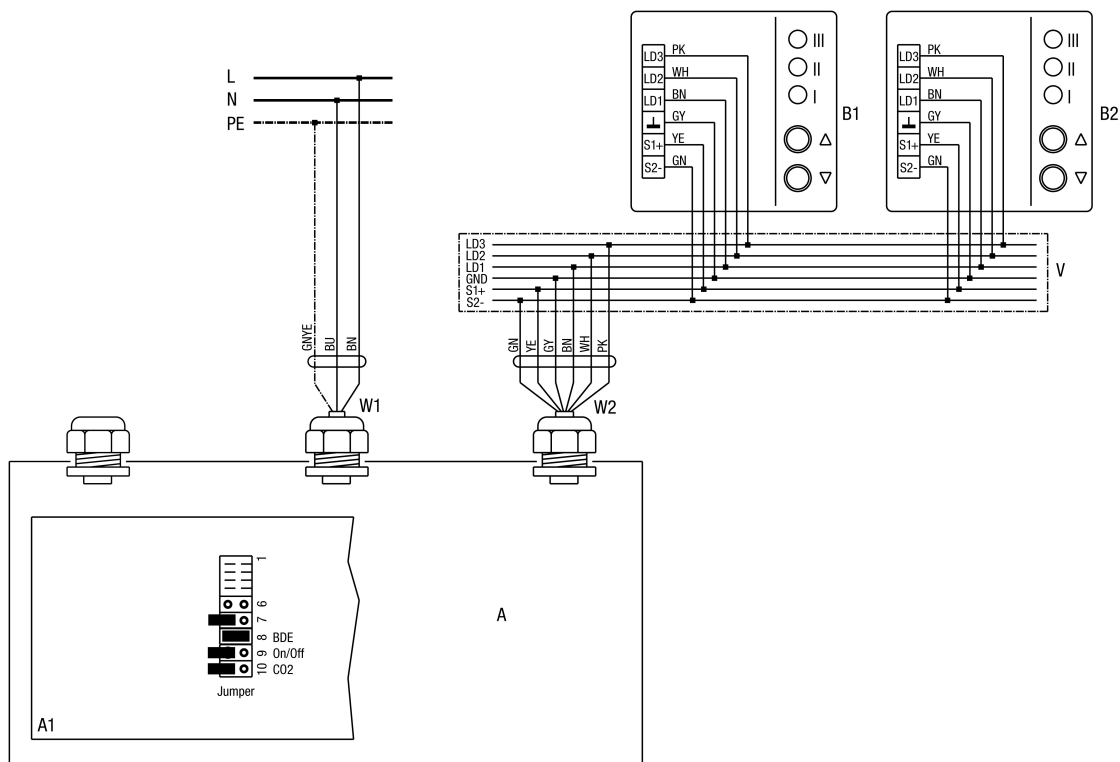 L
N
PE
LD3 PK
LD2 WH
LD1 BN
GY
S1+ YE
S2- GN
III
II
I
B1
LD3 PK
LD2 WH
LD1 BN
GY
S1+ YE
S2- GN
III
II
I
B2
LD3
LD2
LD1
GND
S1+
S2-
V
GNYE
BU
BN
W1
GN
YE
GY
BN
WH
PK
W2
1
6
7
8 BDE
9 On/Off
10 CO2
Jumper
A1
A